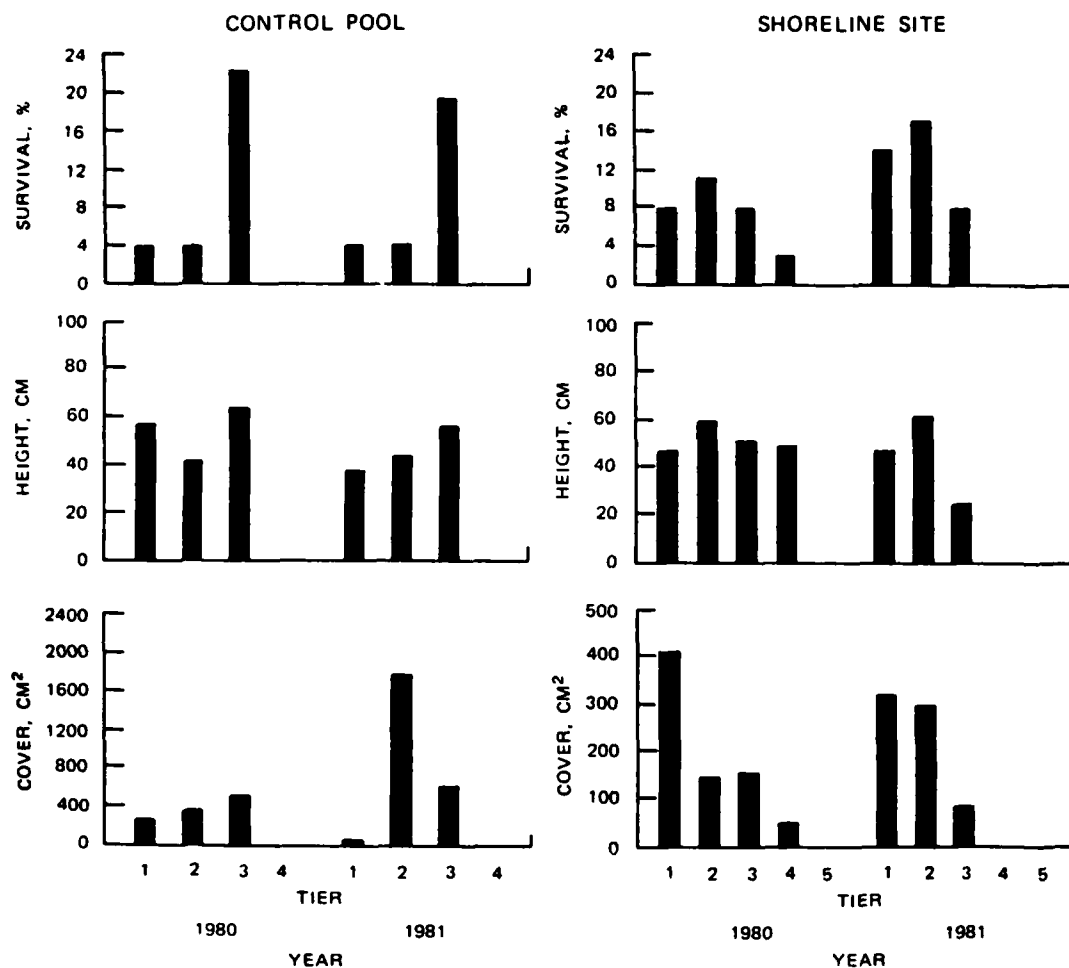 CONTROL POOL
SURVIVAL, %
24
20
16
12
8
4
0
HEIGHT, CM
100
80
60
40
20
0
COVER, CM²
2400
2000
1600
1200
800
400
0
1 2 3 4 1 2 3 4
TIER
1980 1981
YEAR
SHORELINE SITE
SURVIVAL, %
24
20
16
12
8
4
0
HEIGHT, CM
100
80
60
40
20
0
COVER, CM²
500
400
300
200
100
0
1 2 3 4 5 1 2 3 4 5
TIER
1980 1981
YEAR